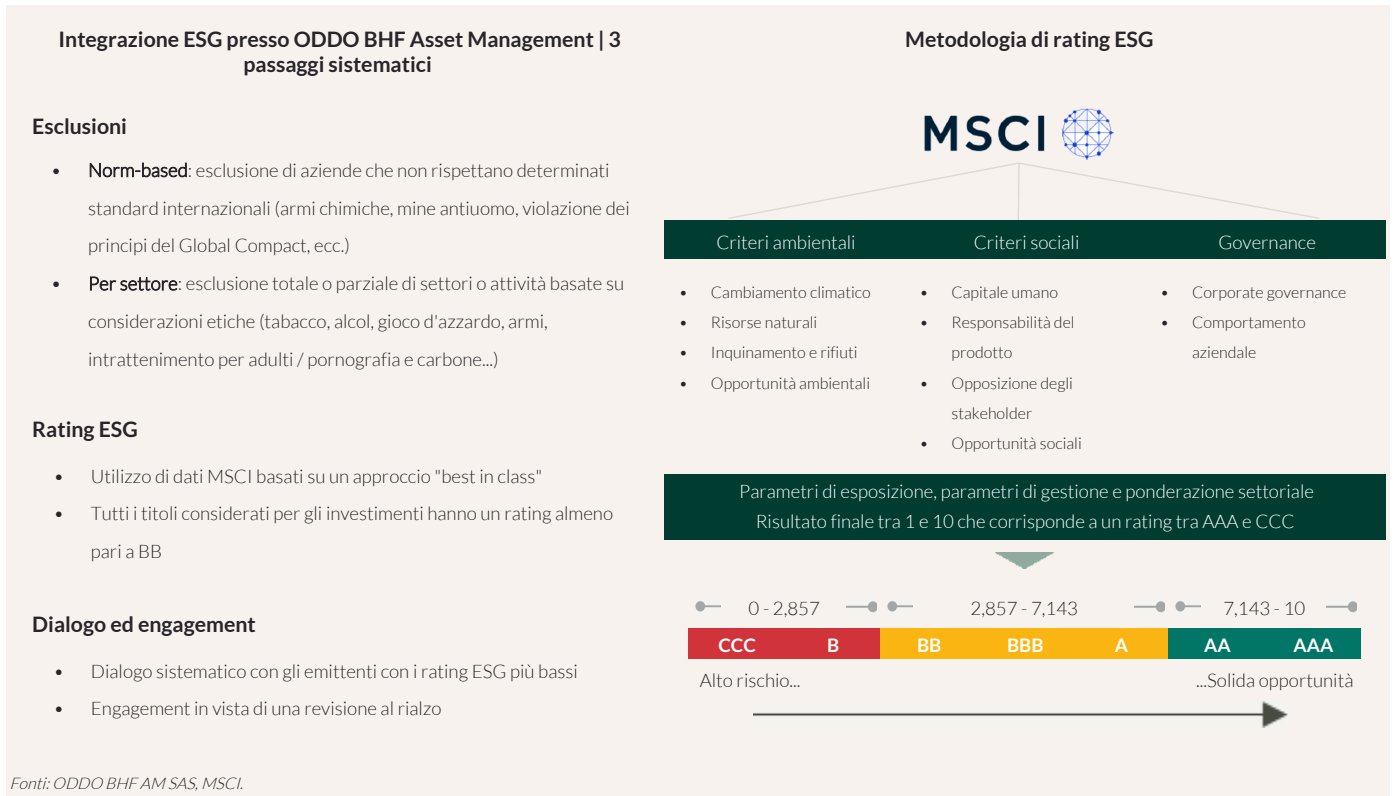 Integrazione ESG presso ODDO BHF Asset Management | 3
passaggi sistematici
Esclusioni
• Norm-based: esclusione di aziende che non rispettano determinati
standard internazionali (armi chimiche, mine antiuomo, violazione dei
principi del Global Compact, ecc.)
• Per settore: esclusione totale o parziale di settori o attività basate su
considerazioni etiche (tabacco, alcol, gioco d'azzardo, armi,
intrattenimento per adulti / pornografia e carbone...)
Rating ESG
• Utilizzo di dati MSCI basati su un approccio "best in class"
• Tutti i titoli considerati per gli investimenti hanno un rating almeno
pari a BB
Dialogo ed engagement
• Dialogo sistematico con gli emittenti con i rating ESG più bassi
• Engagement in vista di una revisione al rialzo
Metodologia di rating ESG
MSCI
Criteri ambientali
• Cambiamento climatico
• Risorse naturali
• Inquinamento e rifiuti
• Opportunità ambientali
Criteri sociali
• Capitale umano
• Responsabilità del
prodotto
• Opposizione degli
stakeholder
• Opportunità sociali
Governance
• Corporate governance
• Comportamento
aziendale
Parametri di esposizione, parametri di gestione e ponderazione settoriale
Risultato finale tra 1 e 10 che corrisponde a un rating tra AAA e CCC
0 - 2,857 2,857 - 7,143 7,143 - 10
CCC B BB BBB A AA AAA
Alto rischio... ...Solida opportunità
Fonti: ODDO BHF AM SAS, MSCI.